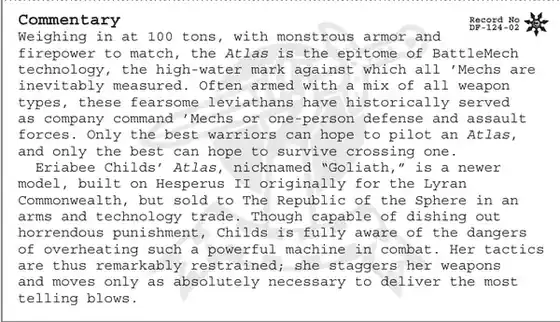 Commentary
Record No
DF-124-02
Weighing in at 100 tons, with monstrous armor and
firepower to match, the Atlas is the epitome of BattleMech
technology, the high-water mark against which all ’Mechs are
inevitably measured. Often armed with a mix of all weapon
types, these fearsome leviathans have historically served
as company command ’Mechs or one-person defense and assault
forces. Only the best warriors can hope to pilot an Atlas,
and only the best can hope to survive crossing one.
Eriabee Childs’ Atlas, nicknamed “Goliath,” is a newer
model, built on Hesperus II originally for the Lyran
Commonwealth, but sold to The Republic of the Sphere in an
arms and technology trade. Though capable of dishing out
horrendous punishment, Childs is fully aware of the dangers
of overheating such a powerful machine in combat. Her tactics
are thus remarkably restrained; she staggers her weapons
and moves only as absolutely necessary to deliver the most
telling blows.